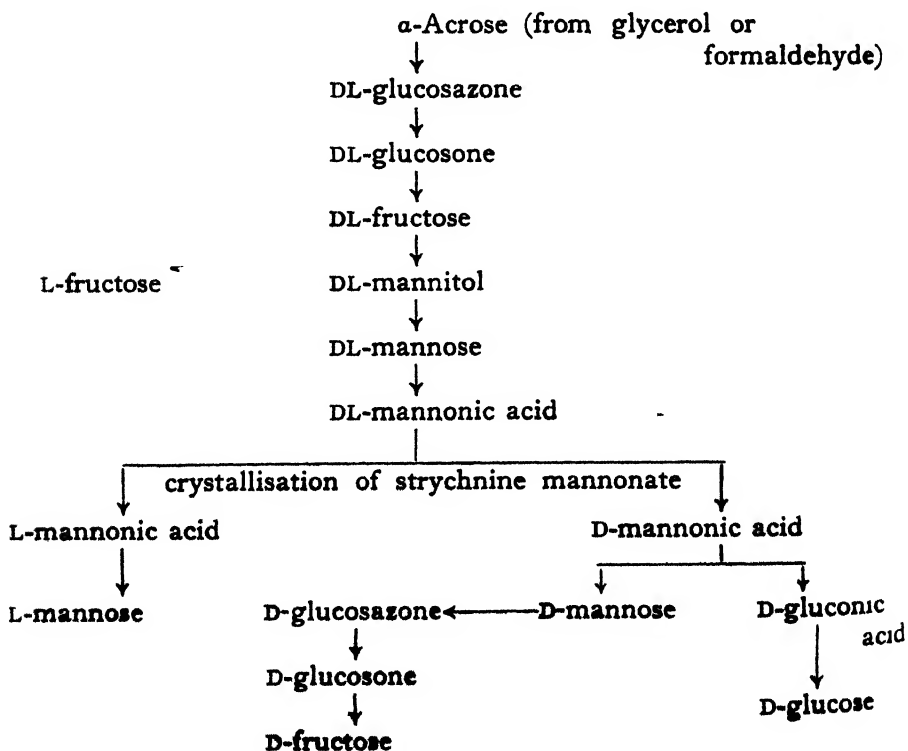 α-Acrose (from glycerol or
formaldehyde)
DL-glucosazone
DL-glucosone
DL-fructose
L-fructose
DL-mannitol
DL-mannose
DL-mannonic acid
crystallisation of strychnine mannonate
L-mannonic acid
D-mannonic acid
L-mannose
D-glucosazone
D-mannose
D-gluconic
acid
D-glucosone
D-glucose
D-fructose